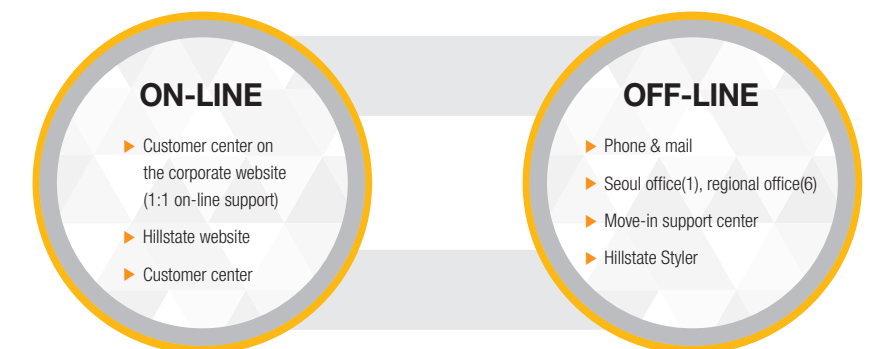 ON-LINE
▶ Customer center on
the corporate website
(1:1 on-line support)
▶ Hillstate website
▶ Customer center
OFF-LINE
▶ Phone & mail
▶ Seoul office(1), regional office(6)
▶ Move-in support center
▶ Hillstate Styler